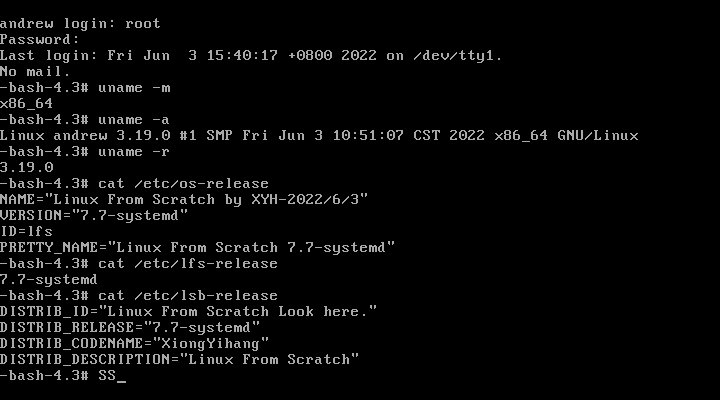 andrew login: root
Password:
Last login: Fri Jun  3 15:40:17 +0800 2022 on /dev/tty1.
No mail.
-bash-4.3# uname -m
x86_64
-bash-4.3# uname -a
Linux andrew 3.19.0 #1 SMP Fri Jun 3 10:51:07 CST 2022 x86_64 GNU/Linux
-bash-4.3# uname -r
3.19.0
-bash-4.3# cat /etc/os-release
NAME="Linux From Scratch by XYH-2022/6/3"
VERSION="7.7-systemd"
ID=lfs
PRETTY_NAME="Linux From Scratch 7.7-systemd"
-bash-4.3# cat /etc/lfs-release
7.7-systemd
-bash-4.3# cat /etc/lsb-release
DISTRIB_ID="Linux From Scratch Look here."
DISTRIB_RELEASE="7.7-systemd"
DISTRIB_CODENAME="XiongYihang"
DISTRIB_DESCRIPTION="Linux From Scratch"
-bash-4.3# SS_